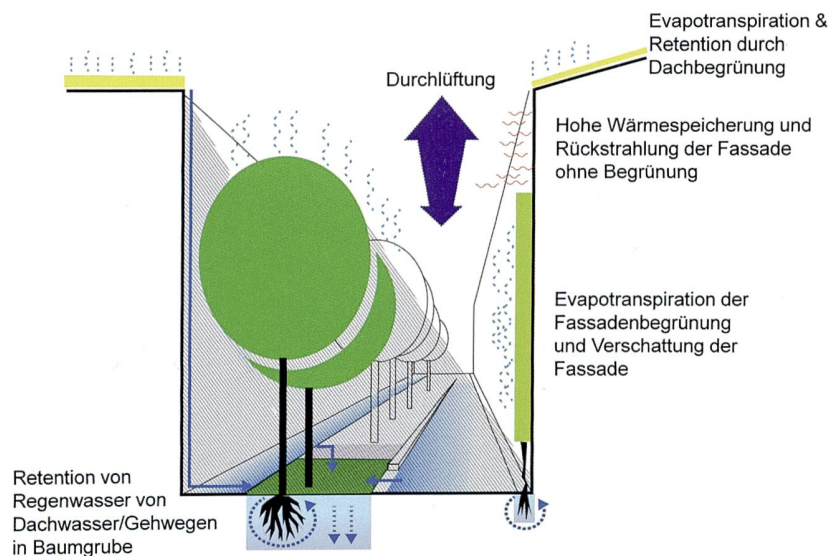 Evapotranspiration &
Retention durch
Dachbegrünung
Durchlüftung
Hohe Wärmespeicherung und
Rückstrahlung der Fassade
ohne Begrünung
Evapotranspiration der
Fassadenbegrünung
und Verschattung der
Fassade
Retention von
Regenwasser von
Dachwasser/Gehwegen
in Baumgrube